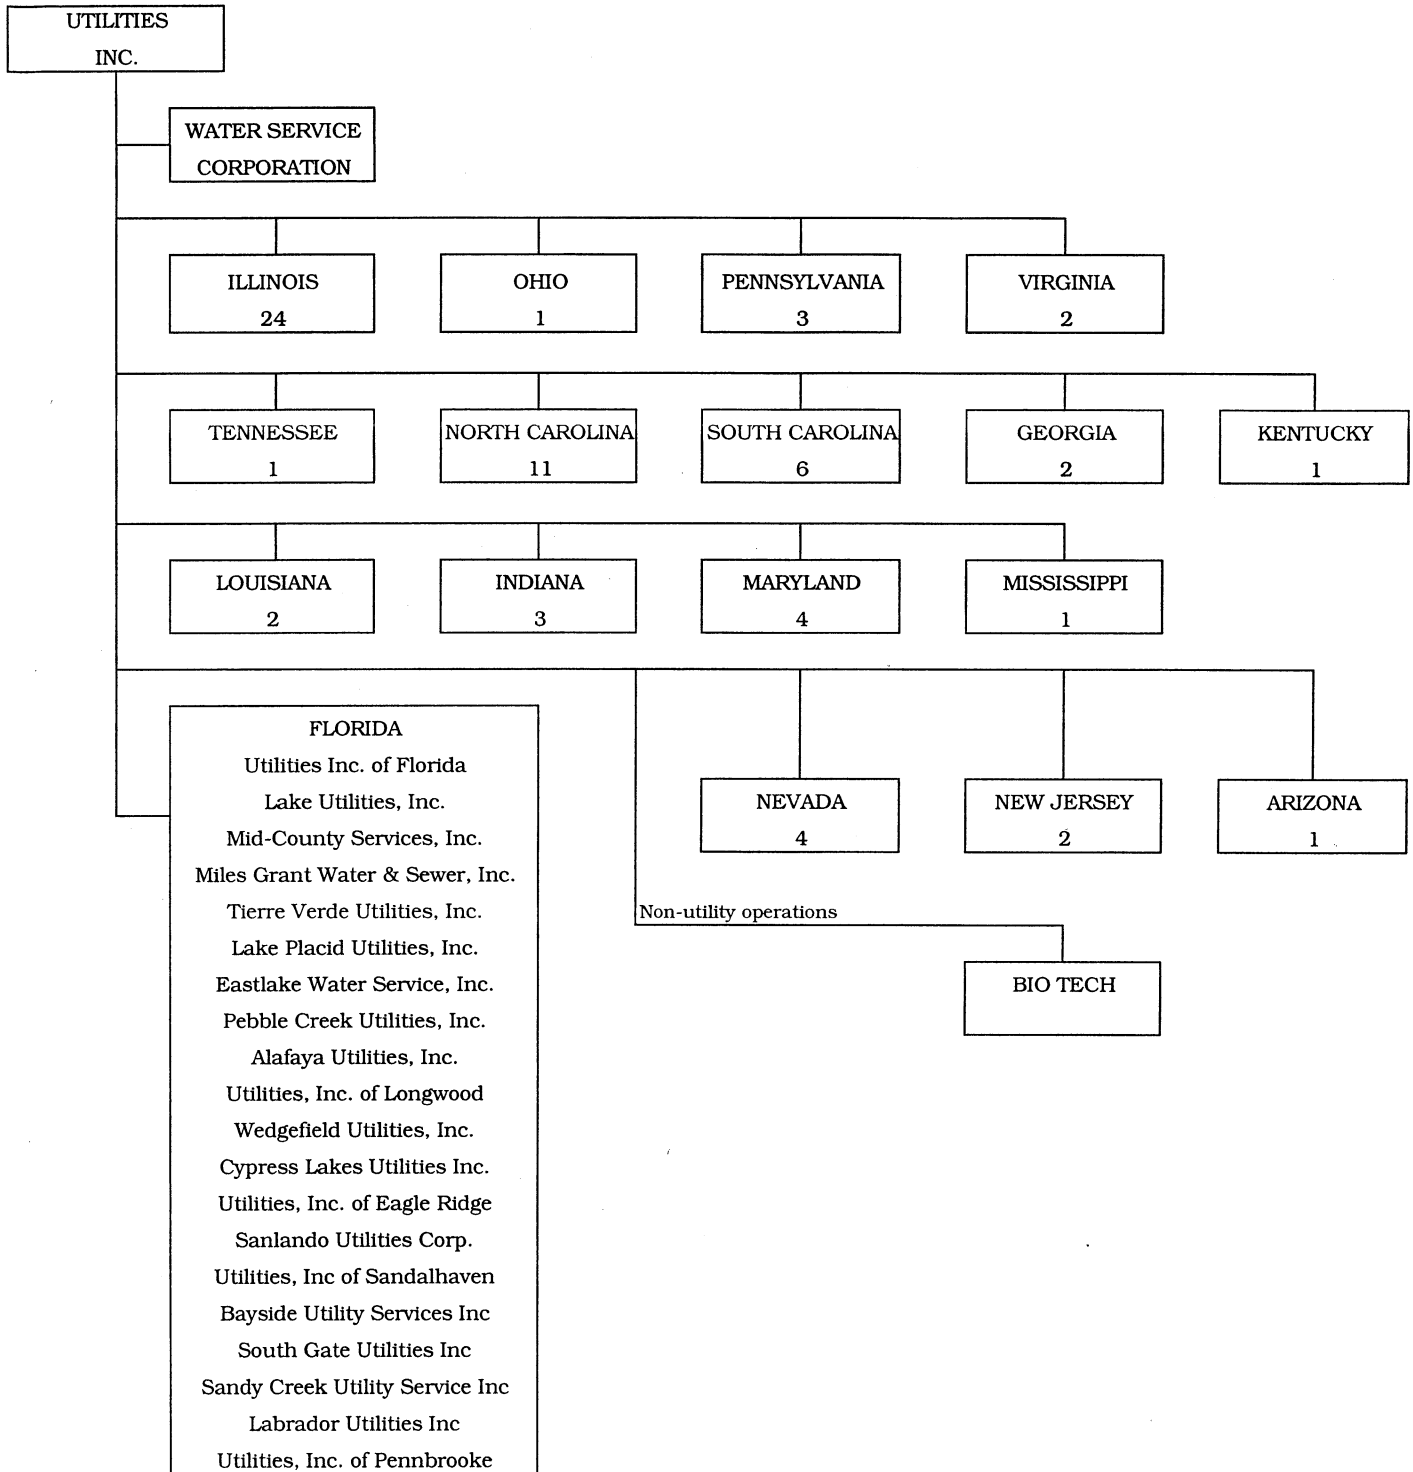 UTILITIES
INC.
WATER SERVICE
CORPORATION
ILLINOIS
24
OHIO
1
PENNSYLVANIA
3
VIRGINIA
2
TENNESSEE
1
NORTH CAROLINA
11
SOUTH CAROLINA
6
GEORGIA
2
KENTUCKY
1
LOUISIANA
2
INDIANA
3
MARYLAND
4
MISSISSIPPI
1
FLORIDA
Utilities Inc. of Florida
Lake Utilities, Inc.
Mid-County Services, Inc.
Miles Grant Water & Sewer, Inc.
Tierre Verde Utilities, Inc.
Lake Placid Utilities, Inc.
Eastlake Water Service, Inc.
Pebble Creek Utilities, Inc.
Alafaya Utilities, Inc.
Utilities, Inc. of Longwood
Wedgefield Utilities, Inc.
Cypress Lakes Utilities Inc.
Utilities, Inc. of Eagle Ridge
Sanlando Utilities Corp.
Utilities, Inc of Sandalhaven
Bayside Utility Services Inc
South Gate Utilities Inc
Sandy Creek Utility Service Inc
Labrador Utilities Inc
Utilities, Inc. of Pennbrooke
NEVADA
4
NEW JERSEY
2
ARIZONA
1
Non-utility operations
BIO TECH